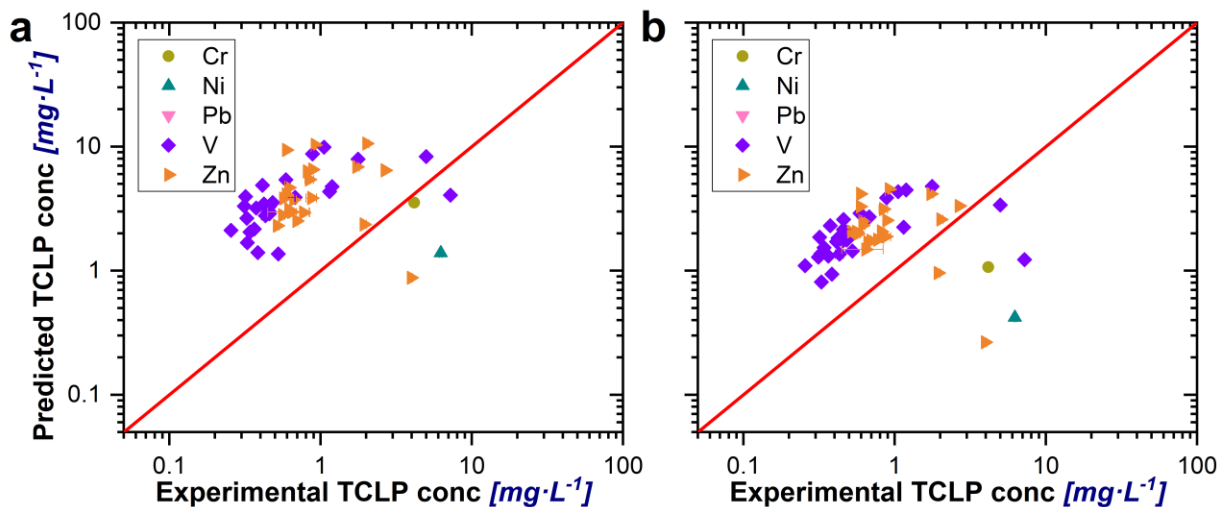 a
Predicted TCLP conc [mg·L⁻¹]
100
10
1
0.1
Cr
Ni
Pb
V
Zn
0.1 1 10 100
Experimental TCLP conc [mg·L⁻¹]
b
Cr
Ni
Pb
V
Zn
0.1 1 10 100
Experimental TCLP conc [mg·L⁻¹]